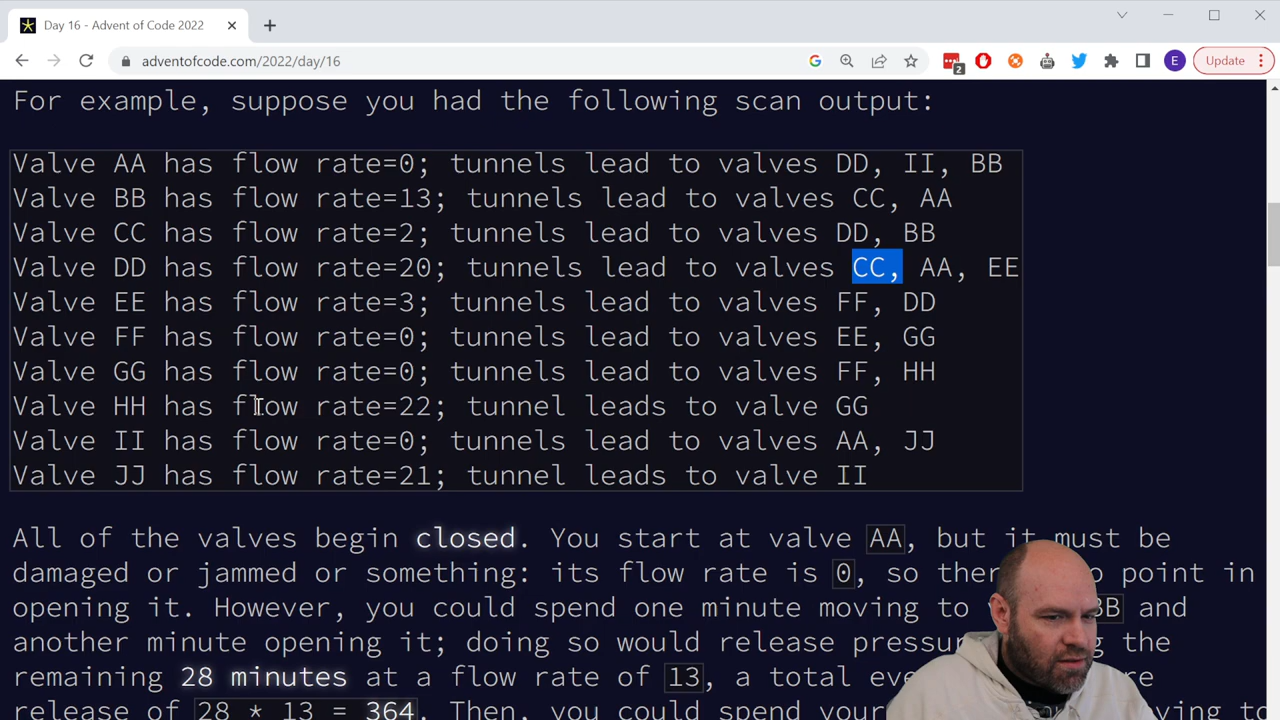 Day 16 - Advent of Code 2022
adventofcode.com/2022/day/16
2
E
Update
For example, suppose you had the following scan output:
Valve AA has flow rate=0; tunnels lead to valves DD, II, BB
Valve BB has flow rate=13; tunnels lead to valves CC, AA
Valve CC has flow rate=2; tunnels lead to valves DD, BB
Valve DD has flow rate=20; tunnels lead to valves CC, AA, EE
Valve EE has flow rate=3; tunnels lead to valves FF, DD
Valve FF has flow rate=0; tunnels lead to valves EE, GG
Valve GG has flow rate=0; tunnels lead to valves FF, HH
Valve HH has flow rate=22; tunnel leads to valve GG
Valve II has flow rate=0; tunnels lead to valves AA, JJ
Valve JJ has flow rate=21; tunnel leads to valve II
All of the valves begin closed. You start at valve AA, but it must be
damaged or jammed or something: its flow rate is 0, so point in
opening it. However, you could spend one minute moving to BB and
another minute opening it; doing so would release the
remaining 28 minutes at a flow rate of 13, a total
release of 28 * 13 = 364. Then, you could spend to